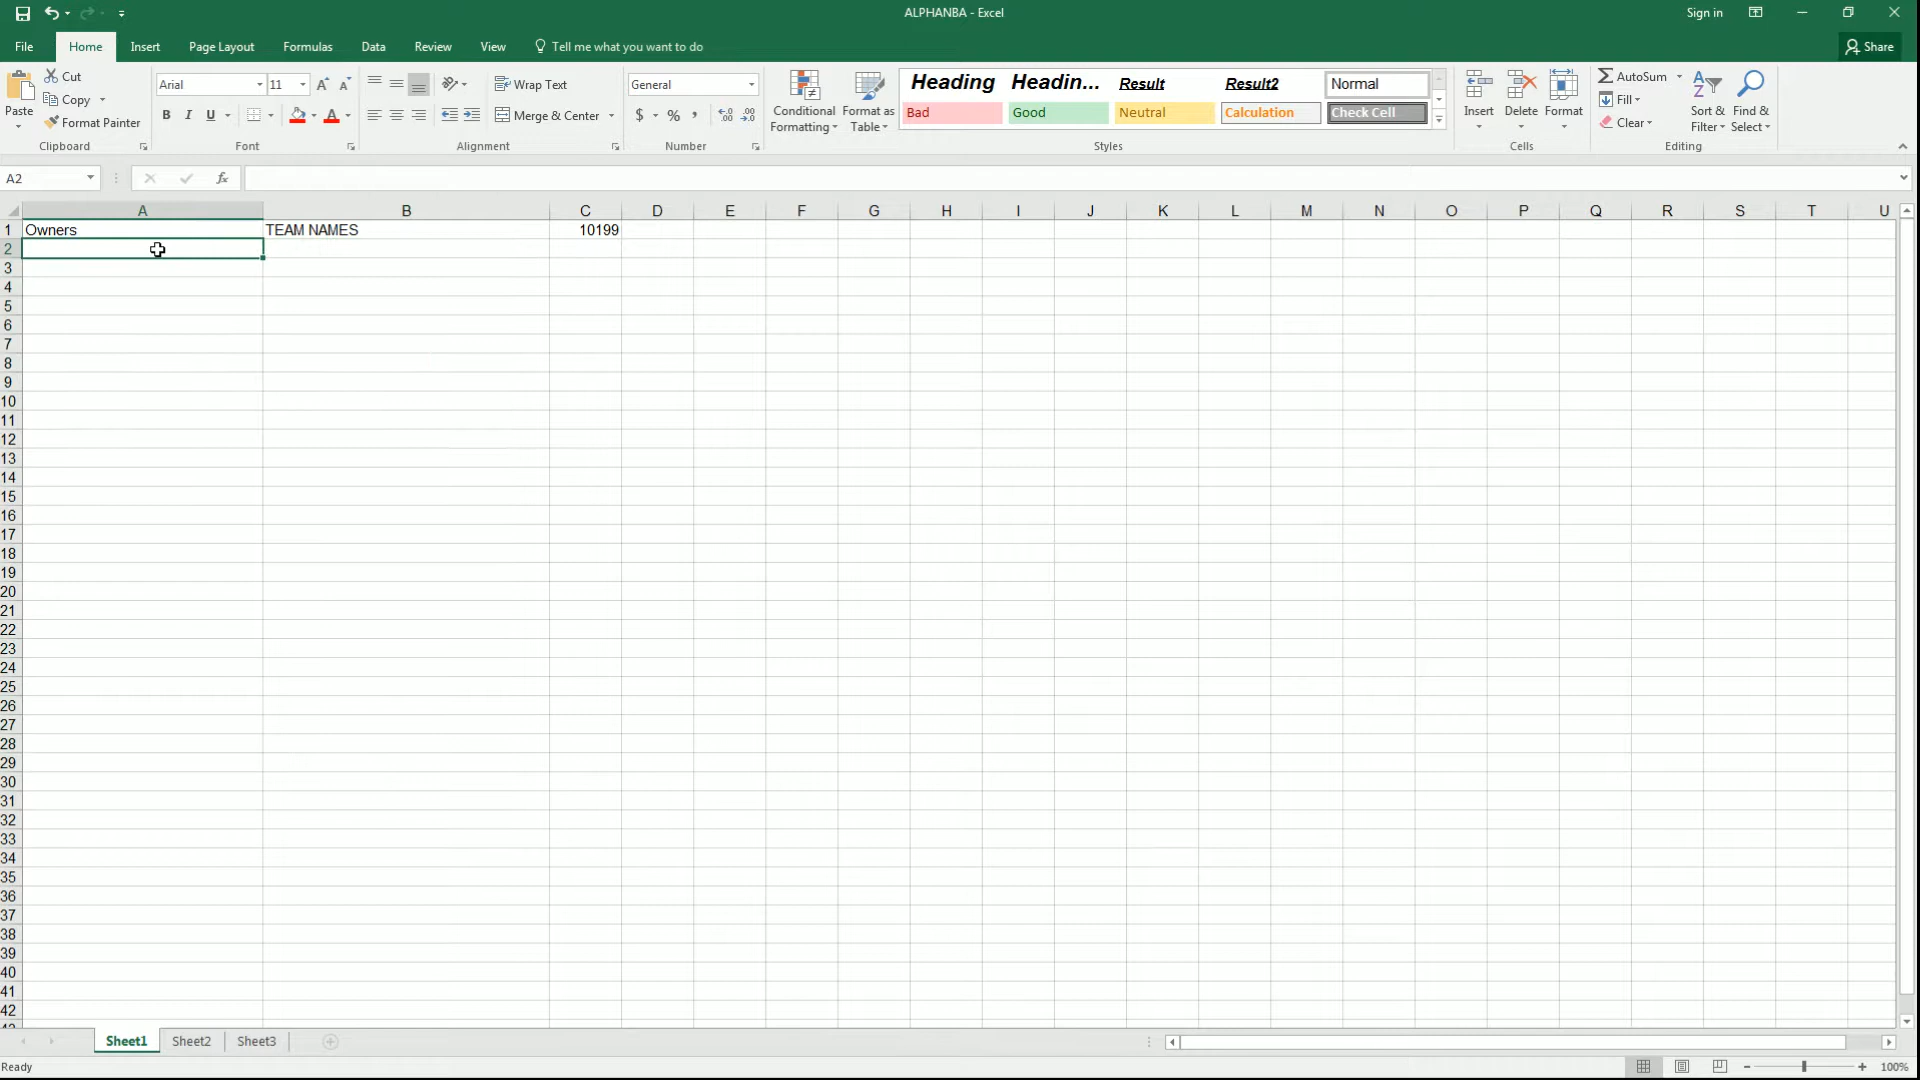 ALPHANBA - Excel
Sign in
File Home Insert Page Layout Formulas Data Review View Tell me what you want to do
Share
Paste
Cut
Copy
Format Painter
Clipboard
Arial 11
A A
B I U A
Font
Wrap Text
Merge & Center
Alignment
General
$ % ,
Number
Conditional Formatting
Format as Table
Heading Headin... Result Result2 Normal
Bad Good Neutral Calculation Check Cell
Styles
Insert Delete Format
Cells
AutoSum
Fill
Clear
Sort & Filter
Find & Select
Editing
A2
fx
A B C D E F G H I J K L M N O P Q R S T U
1 Owners TEAM NAMES 10199
2
3
4
5
6
7
8
9
10
11
12
13
14
15
16
17
18
19
20
21
22
23
24
25
26
27
28
29
30
31
32
33
34
35
36
37
38
39
40
41
42
Sheet1 Sheet2 Sheet3
Ready
100%